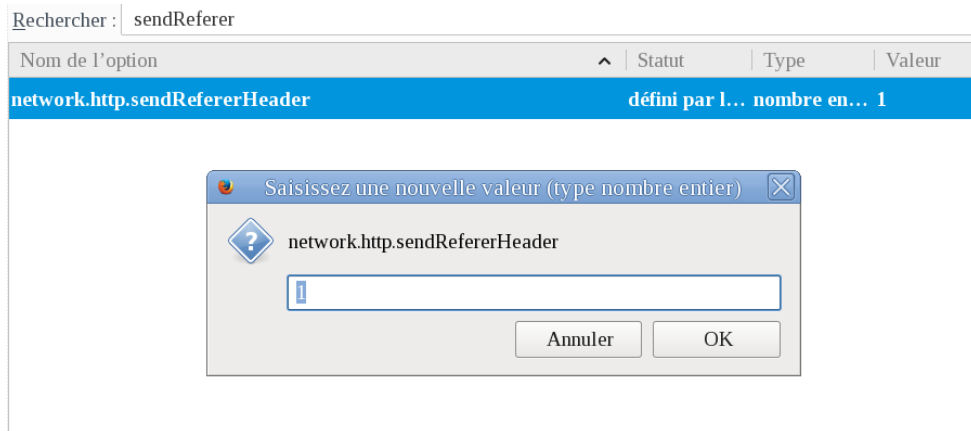 Rechercher : sendReferer
Nom de l'option Statut Type Valeur
network.http.sendRefererHeader défini par l… nombre en… 1
Saisissez une nouvelle valeur (type nombre entier)
network.http.sendRefererHeader
1
Annuler OK